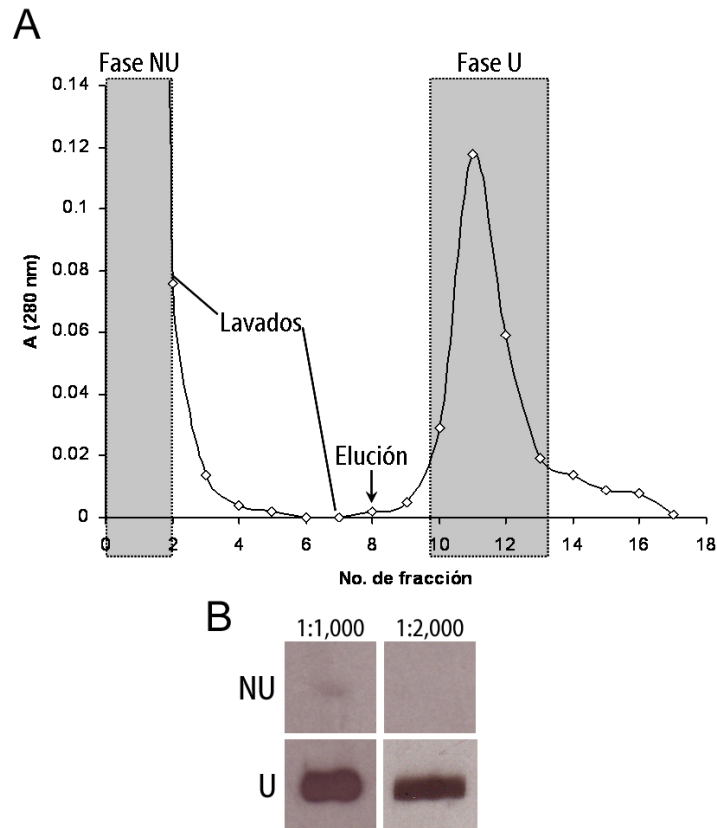 A
Fase NU
Fase U
0.14
0.12
0.1
0.08
0.06
0.04
0.02
0
A (280 nm)
Lavados
Elución
0 2 4 6 8 10 12 14 16 18
No. de fracción
B
1:1,000 1:2,000
NU
U